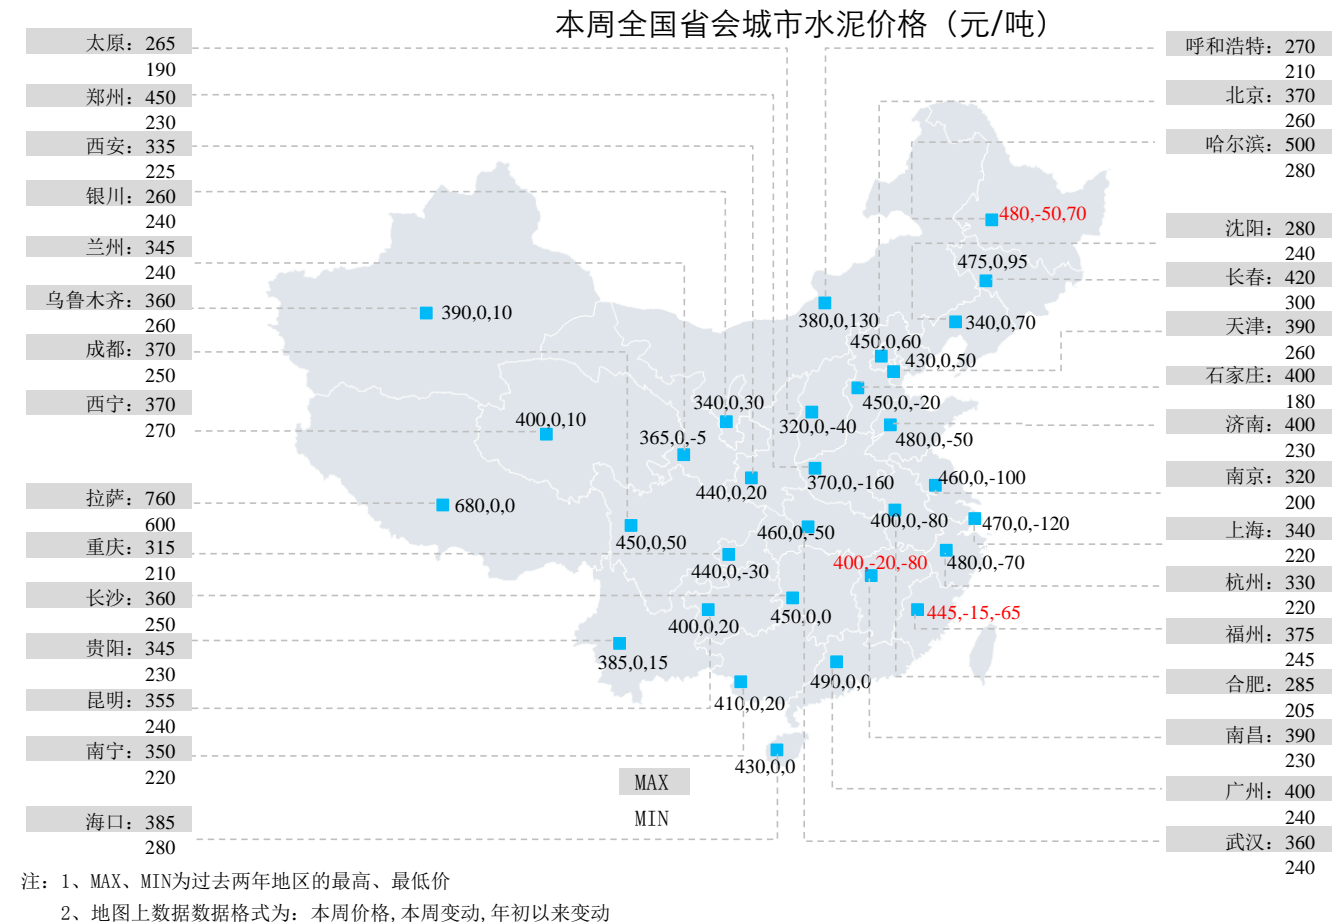 本周全国省会城市水泥价格（元/吨）
太原：265
190
郑州：450
230
西安：335
225
银川：260
240
兰州：345
240
乌鲁木齐：360
260
成都：370
250
西宁：370
270
拉萨：760
600
重庆：315
210
长沙：360
250
贵阳：345
230
昆明：355
240
南宁：350
220
海口：385
280
呼和浩特：270
210
北京：370
260
哈尔滨：500
280
沈阳：280
240
长春：420
300
天津：390
260
石家庄：400
180
济南：400
230
南京：320
200
上海：340
220
杭州：330
220
福州：375
245
合肥：285
205
南昌：390
230
广州：400
240
武汉：360
240
480,-50,70
475,0,95
390,0,10
380,0,130
340,0,70
450,0,60
430,0,50
340,0,30
450,0,-20
400,0,10
320,0,-40
365,0,-5
480,0,-50
440,0,20
370,0,-160
460,0,-100
680,0,0
400,0,-80
470,0,-120
450,0,50
460,0,-50
440,0,-30
400,-20,-80
480,0,-70
400,0,20
450,0,0
445,-15,-65
385,0,15
490,0,0
410,0,20
430,0,0
MAX
MIN
注：1、MAX、MIN为过去两年地区的最高、最低价
2、地图上数据数据格式为：本周价格,本周变动,年初以来变动